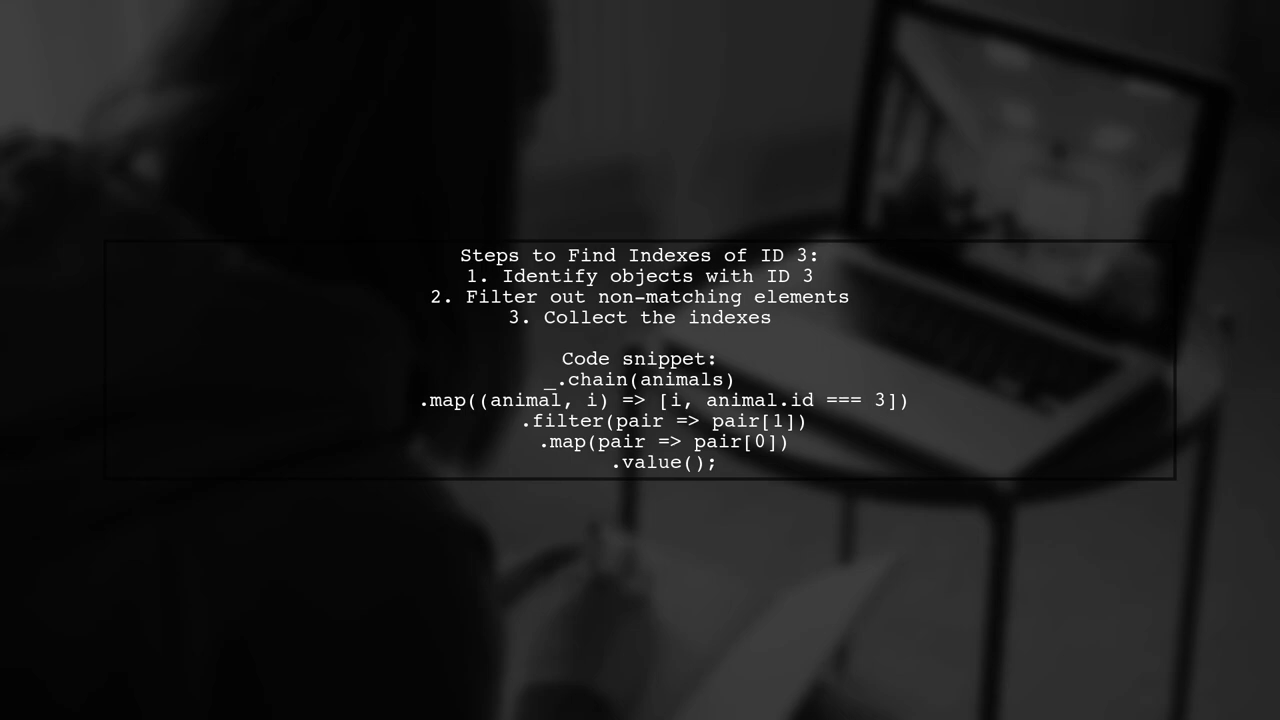 Steps to Find Indexes of ID 3:
1. Identify objects with ID 3
2. Filter out non-matching elements
3. Collect the indexes
Code snippet:
_.chain(animals)
.map((animal, i) => [i, animal.id === 3])
.filter(pair => pair[1])
.map(pair => pair[0])
.value();